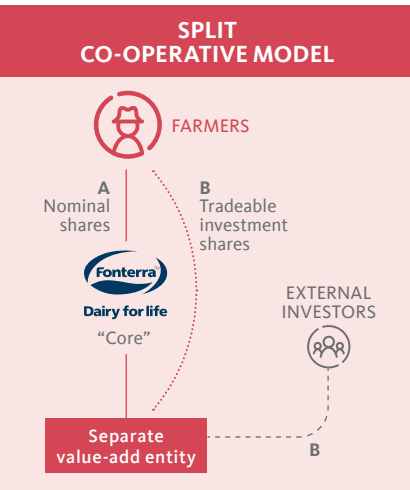 SPLIT
CO-OPERATIVE MODEL
FARMERS
A
Nominal
shares
B
Tradeable
investment
shares
Fonterra
Dairy for life
“Core”
EXTERNAL
INVESTORS
Separate
value-add entity
B